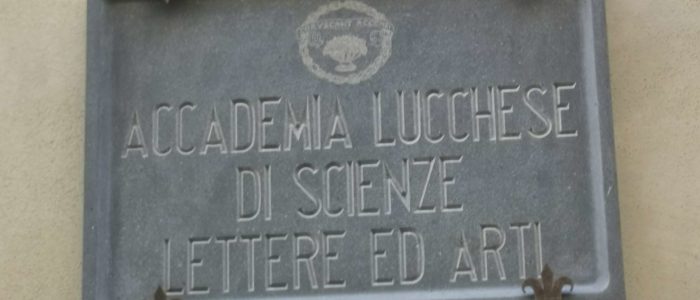 ACCADEMIA LUCCHESE
DI SCIENZE
LETTERE ED ARTI